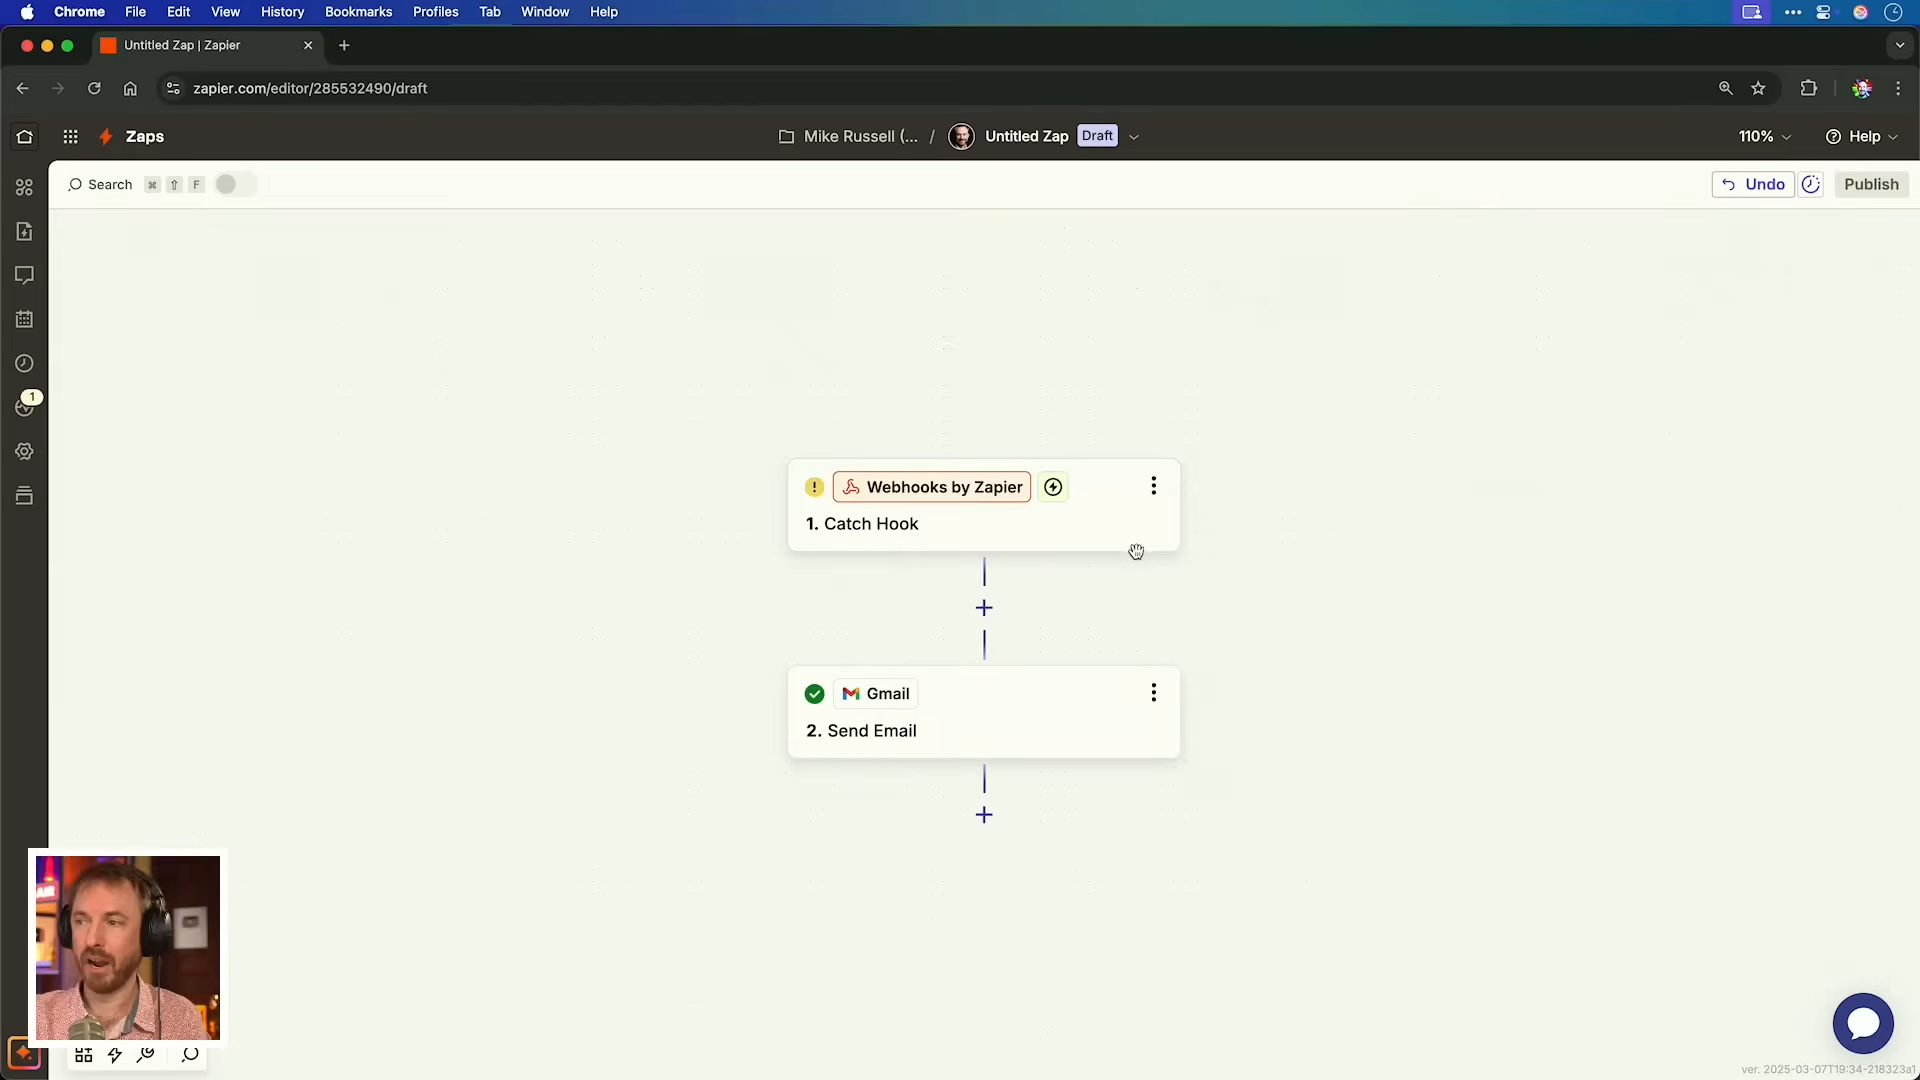 Chrome File Edit View History Bookmarks Profiles Tab Window Help
Untitled Zap | Zapier
zapier.com/editor/285532490/draft
Zaps
Mike Russell (... / Untitled Zap Draft
110%
Help
Search ⌘ ⇧ F
Undo
Publish
1
Webhooks by Zapier
1. Catch Hook
Gmail
2. Send Email
ver. 2025-03-07T19:34-218323a1